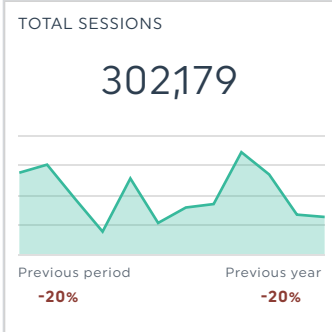 TOTAL SESSIONS
302,179
Previous period Previous year
-20% -20%